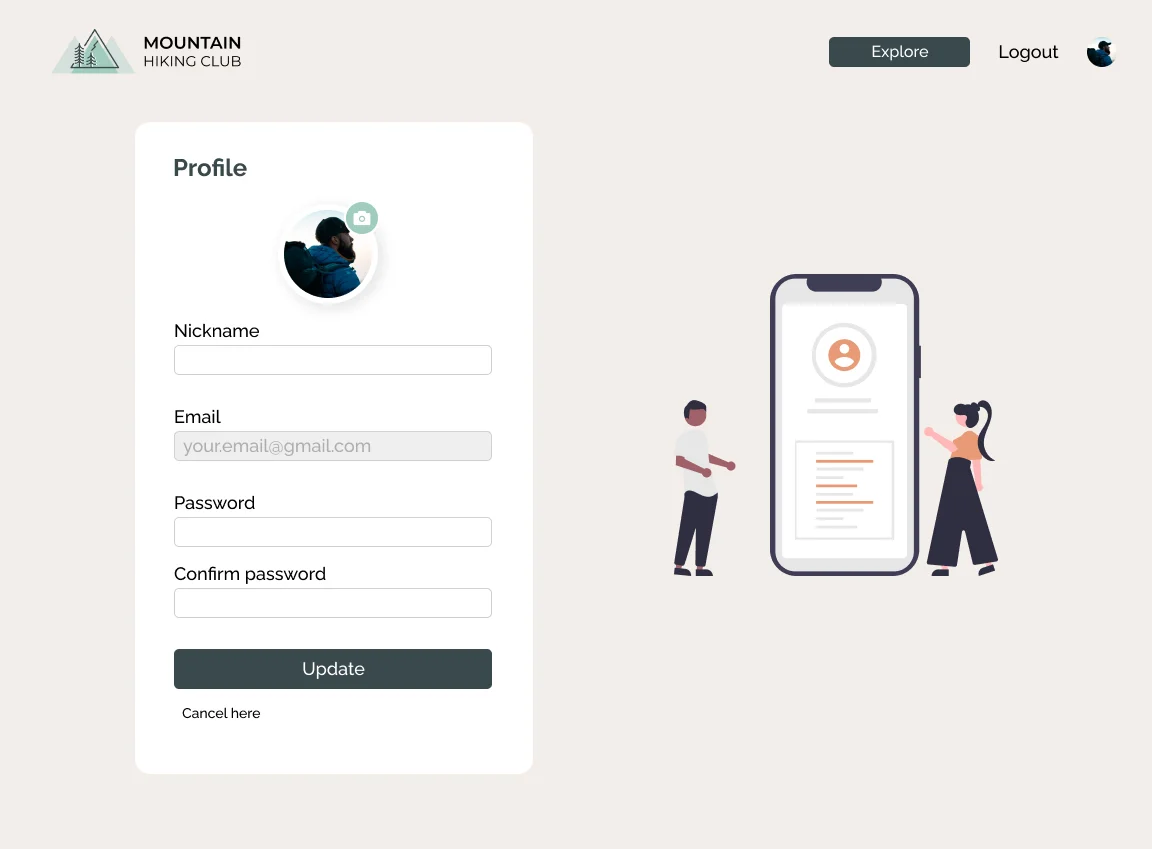 MOUNTAIN
HIKING CLUB
Explore
Logout
Profile
Nickname
Email
your.email@gmail.com
Password
Confirm password
Update
Cancel here